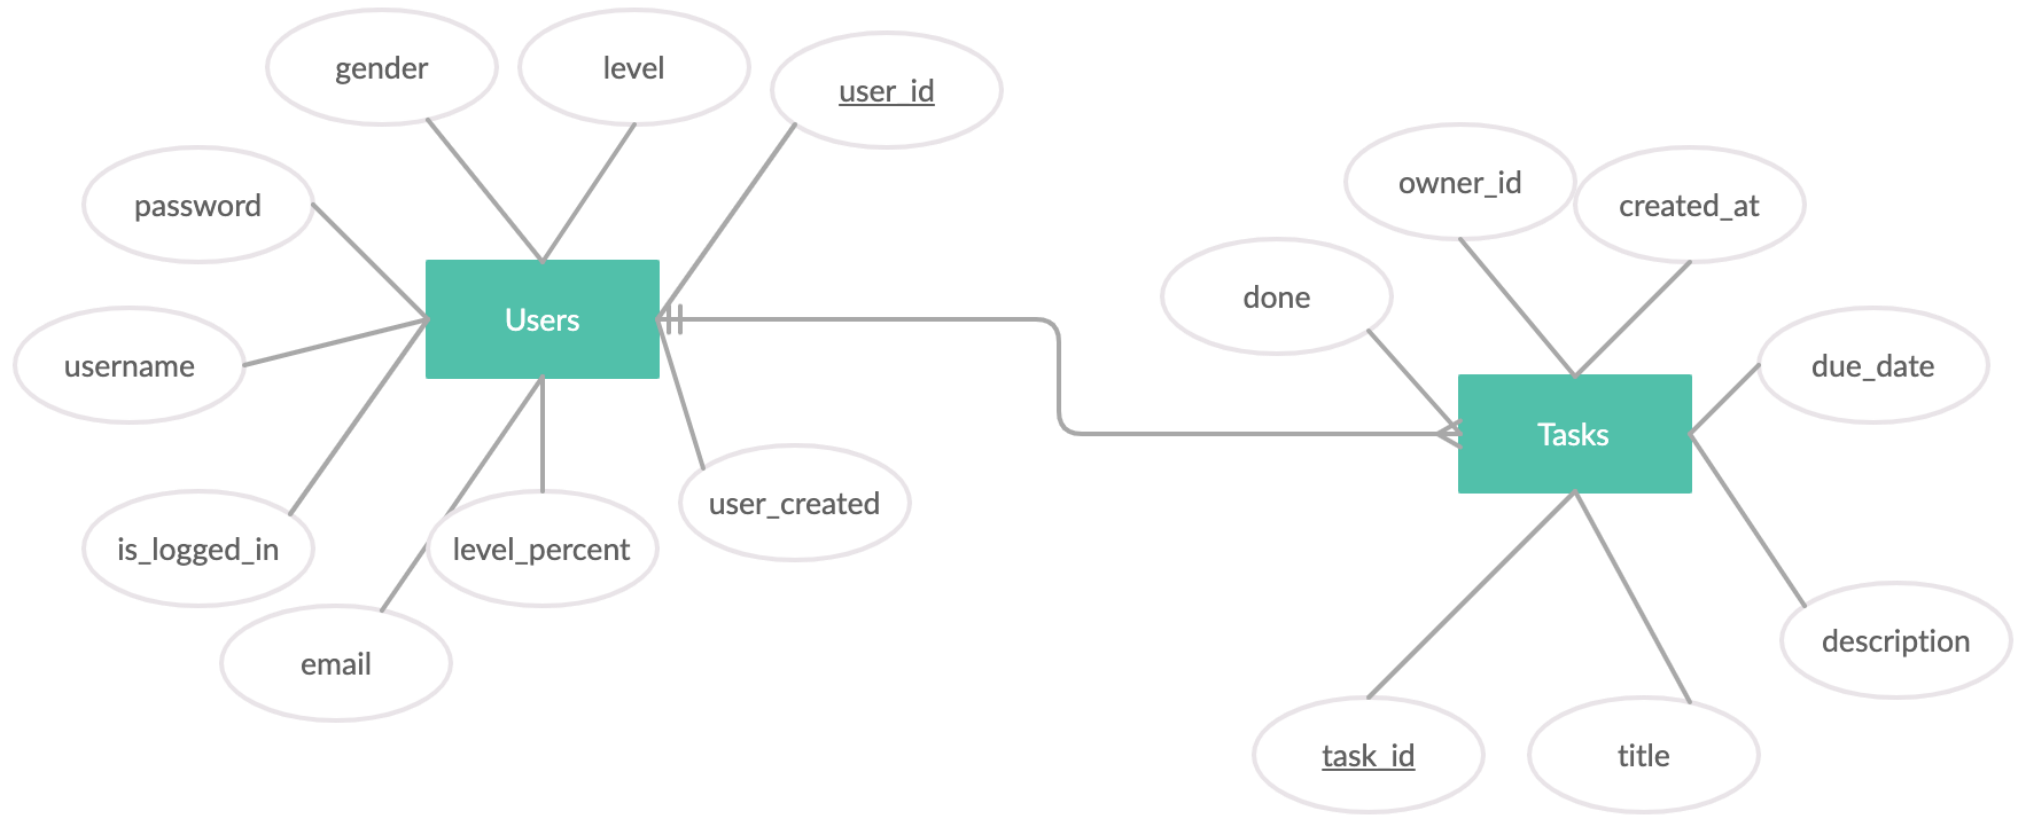 gender
level
user_id
password
owner_id
created_at
done
Users
username
due_date
Tasks
user_created
is_logged_in
level_percent
email
description
task_id
title